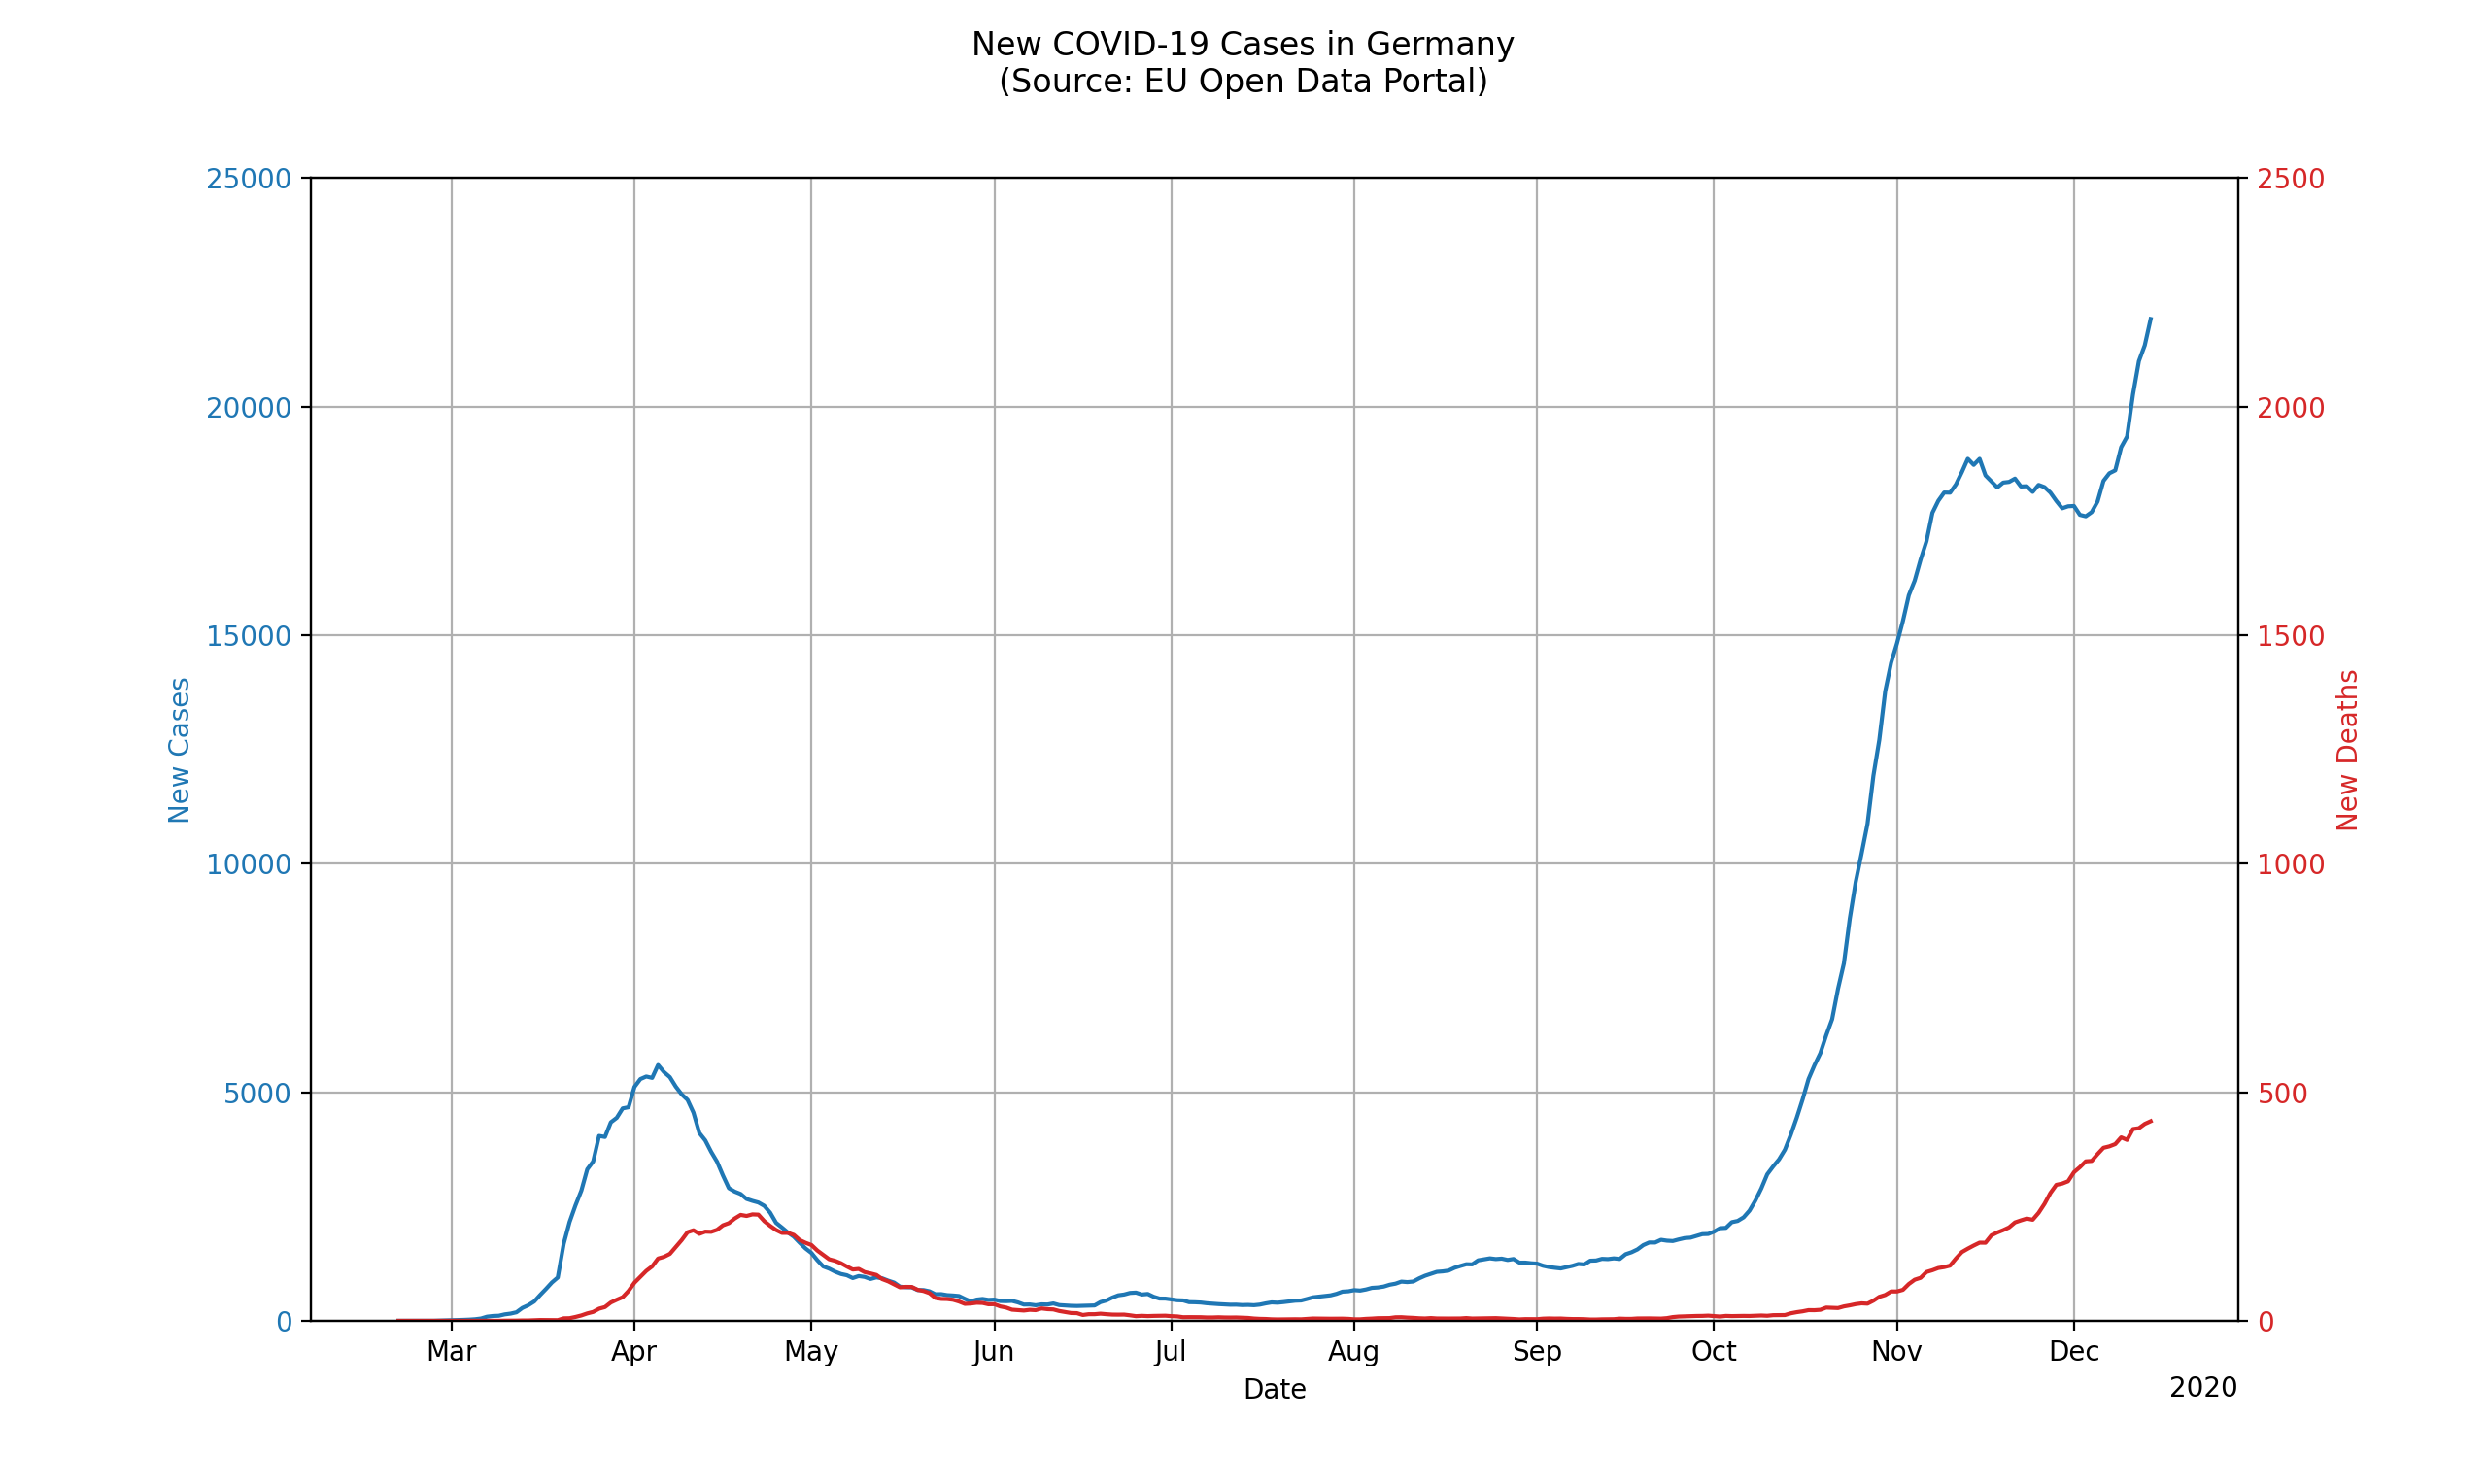 New COVID-19 Cases in Germany
(Source: EU Open Data Portal)
25000
20000
15000
10000
5000
0
New Cases
2500
2000
1500
1000
500
0
New Deaths
Mar Apr May Jun Jul Aug Sep Oct Nov Dec
Date
2020